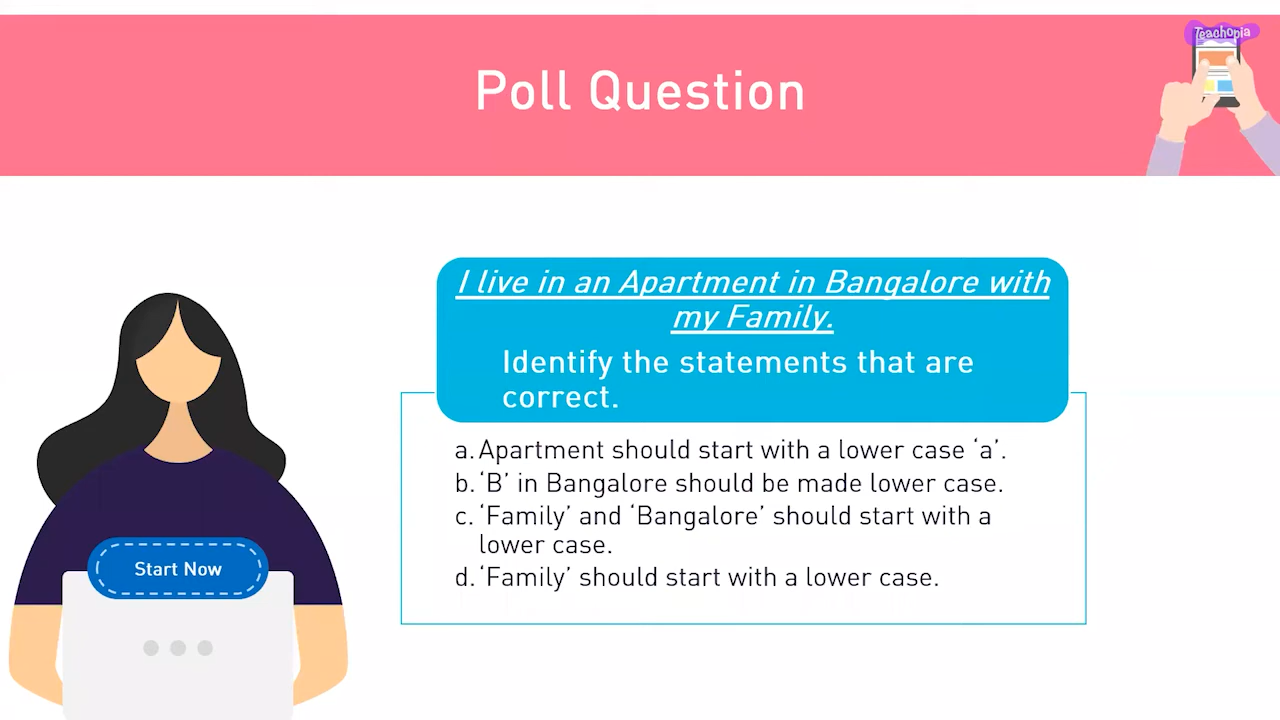 Teachopia
Poll Question
I live in an Apartment in Bangalore with
my Family.
Identify the statements that are
correct.
a. Apartment should start with a lower case ‘a’.
b. ‘B’ in Bangalore should be made lower case.
c. ‘Family’ and ‘Bangalore’ should start with a
lower case.
d. ‘Family’ should start with a lower case.
Start Now